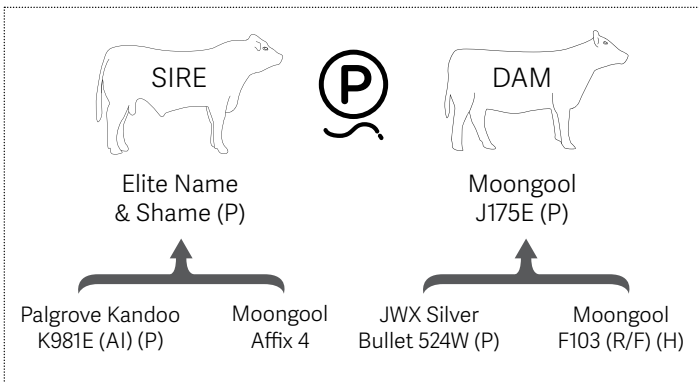 SIRE
P
DAM
Elite Name
& Shame (P)
Moongool
J175E (P)
Palgrove Kandoo
K981E (AI) (P)
Moongool
Affix 4
JWX Silver
Bullet 524W (P)
Moongool
F103 (R/F) (H)